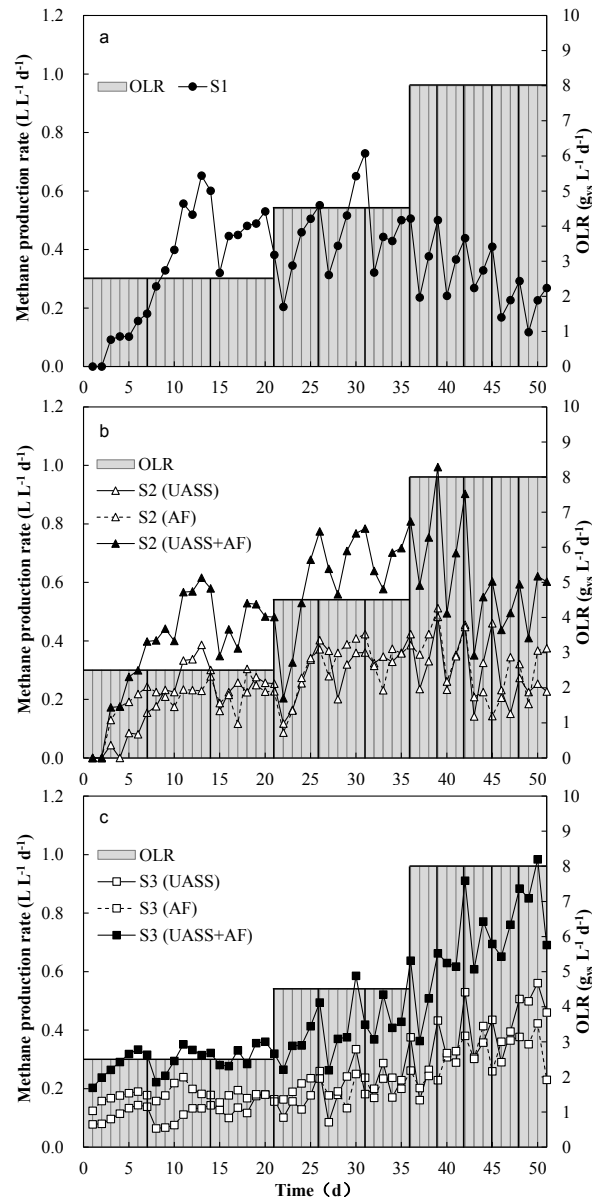 a
OLR S1
Methane production rate (L L-1 d-1)
1.2
1.0
0.8
0.6
0.4
0.2
0.0
OLR (gvs L-1 d-1)
10
9
8
7
6
5
4
3
2
1
0
0 5 10 15 20 25 30 35 40 45 50
b
OLR
S2 (UASS)
S2 (AF)
S2 (UASS+AF)
Methane production rate (L L-1 d-1)
1.2
1.0
0.8
0.6
0.4
0.2
0.0
OLR (gvs L-1 d-1)
10
9
8
7
6
5
4
3
2
1
0
0 5 10 15 20 25 30 35 40 45 50
c
OLR
S3 (UASS)
S3 (AF)
S3 (UASS+AF)
Methane production rate (L L-1 d-1)
1.2
1.0
0.8
0.6
0.4
0.2
0.0
OLR (gvs L-1 d-1)
10
9
8
7
6
5
4
3
2
1
0
0 5 10 15 20 25 30 35 40 45 50
Time（d）